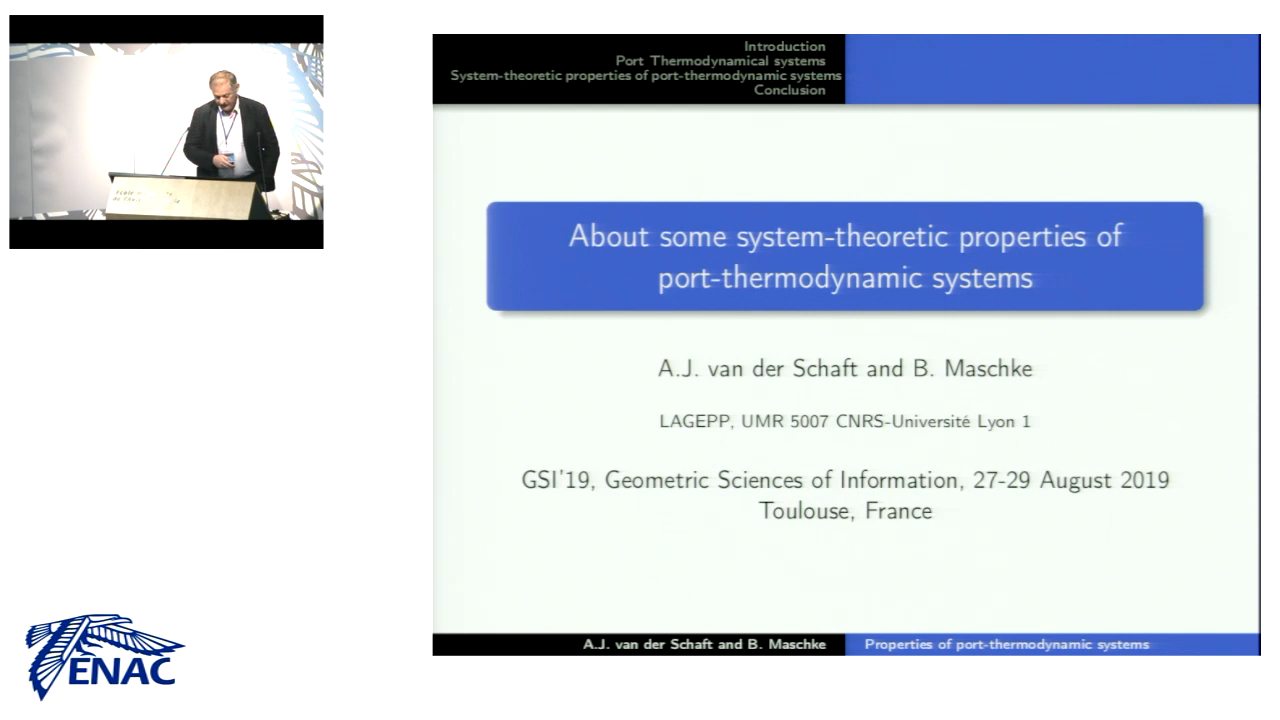 Introduction
Port Thermodynamical systems
System-theoretic properties of port-thermodynamic systems
Conclusion
About some system-theoretic properties of
port-thermodynamic systems
A.J. van der Schaft and B. Maschke
LAGEPP, UMR 5007 CNRS-Université Lyon 1
GSI'19, Geometric Sciences of Information, 27-29 August 2019
Toulouse, France
A.J. van der Schaft and B. Maschke
Properties of port-thermodynamic systems
ENAC